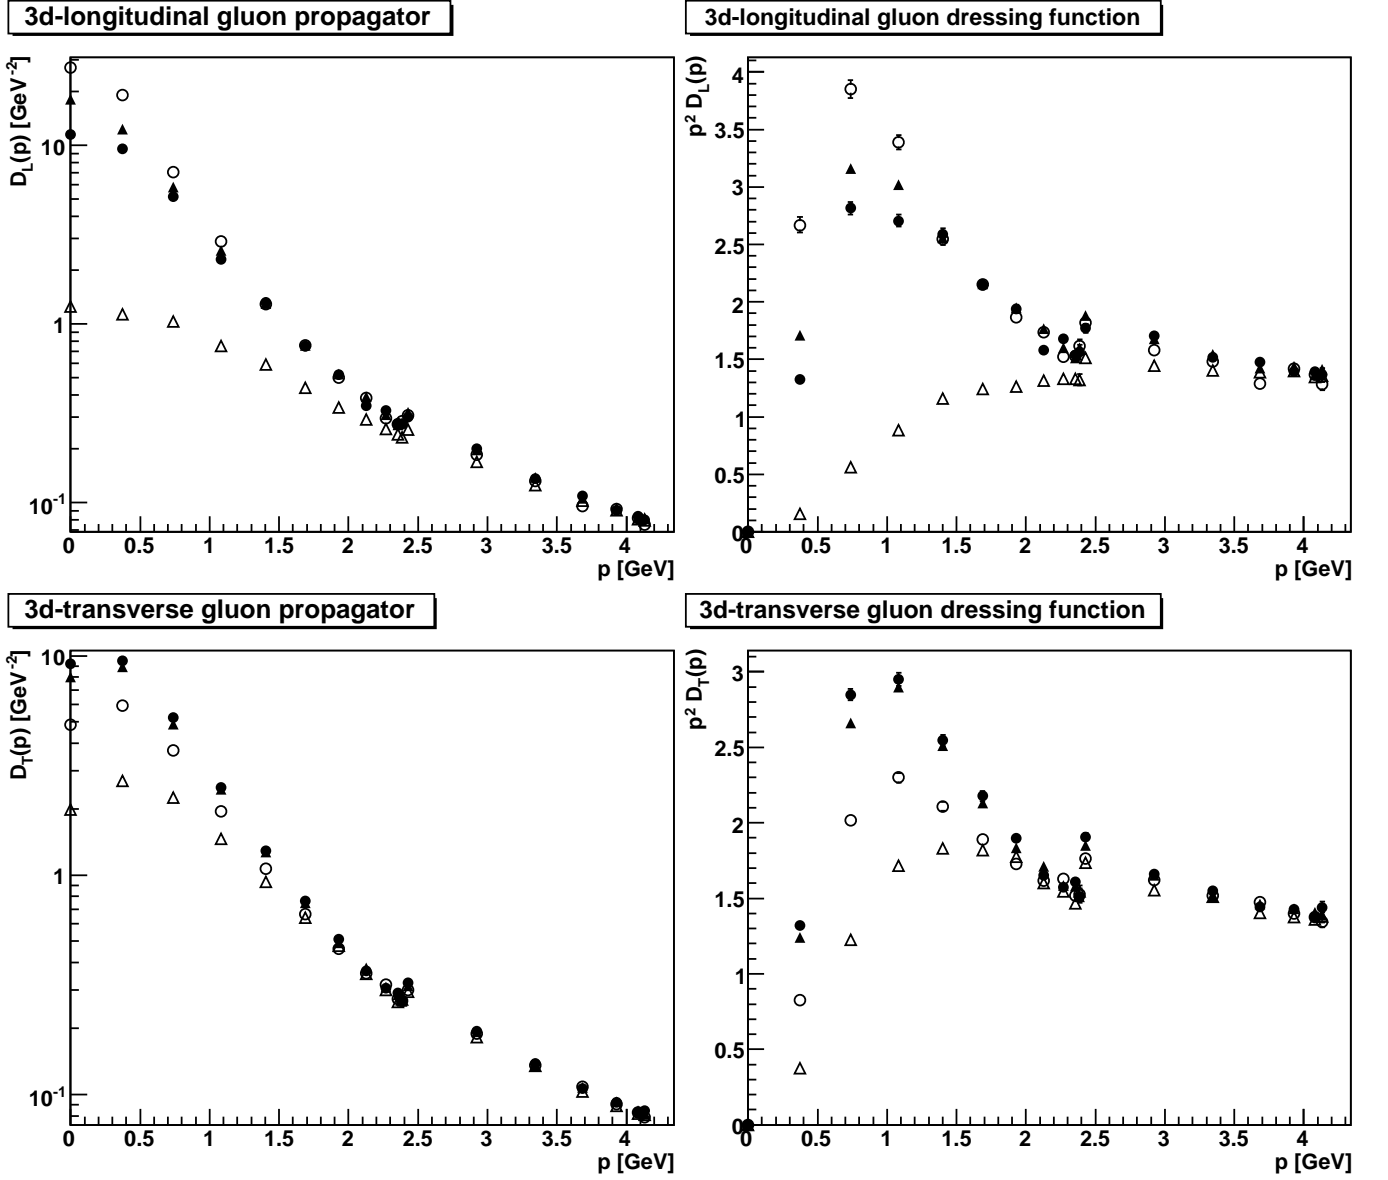 3d-longitudinal gluon propagator
D_L(p) [GeV^-2]
10
1
10^-1
0 0.5 1 1.5 2 2.5 3 3.5 4
p [GeV]
3d-longitudinal gluon dressing function
p^2 D_L(p)
4
3.5
3
2.5
2
1.5
1
0.5
0
0 0.5 1 1.5 2 2.5 3 3.5 4
p [GeV]
3d-transverse gluon propagator
D_T(p) [GeV^-2]
10
1
10^-1
0 0.5 1 1.5 2 2.5 3 3.5 4
p [GeV]
3d-transverse gluon dressing function
p^2 D_T(p)
3
2.5
2
1.5
1
0.5
0
0 0.5 1 1.5 2 2.5 3 3.5 4
p [GeV]